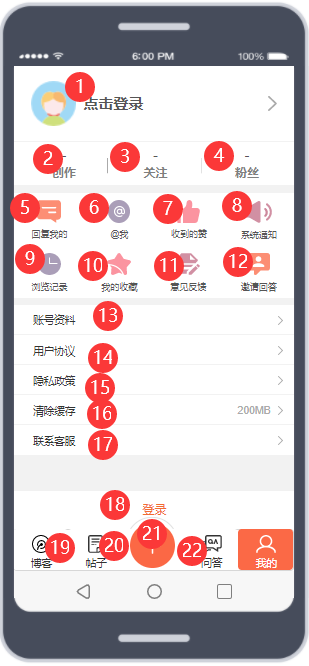 6:00 PM 100%
1
点击登录
- - -
2 创作 3 关注 4 粉丝
5 6 7 8
回复我的 @我 收到的赞 系统通知
9 10 11 12
浏览记录 我的收藏 意见反馈 邀请回答
账号资料 13
用户协议 14
隐私政策 15
清除缓存 16 200MB
联系客服 17
18 登录
19 20 21 22
博客 帖子 问答 我的